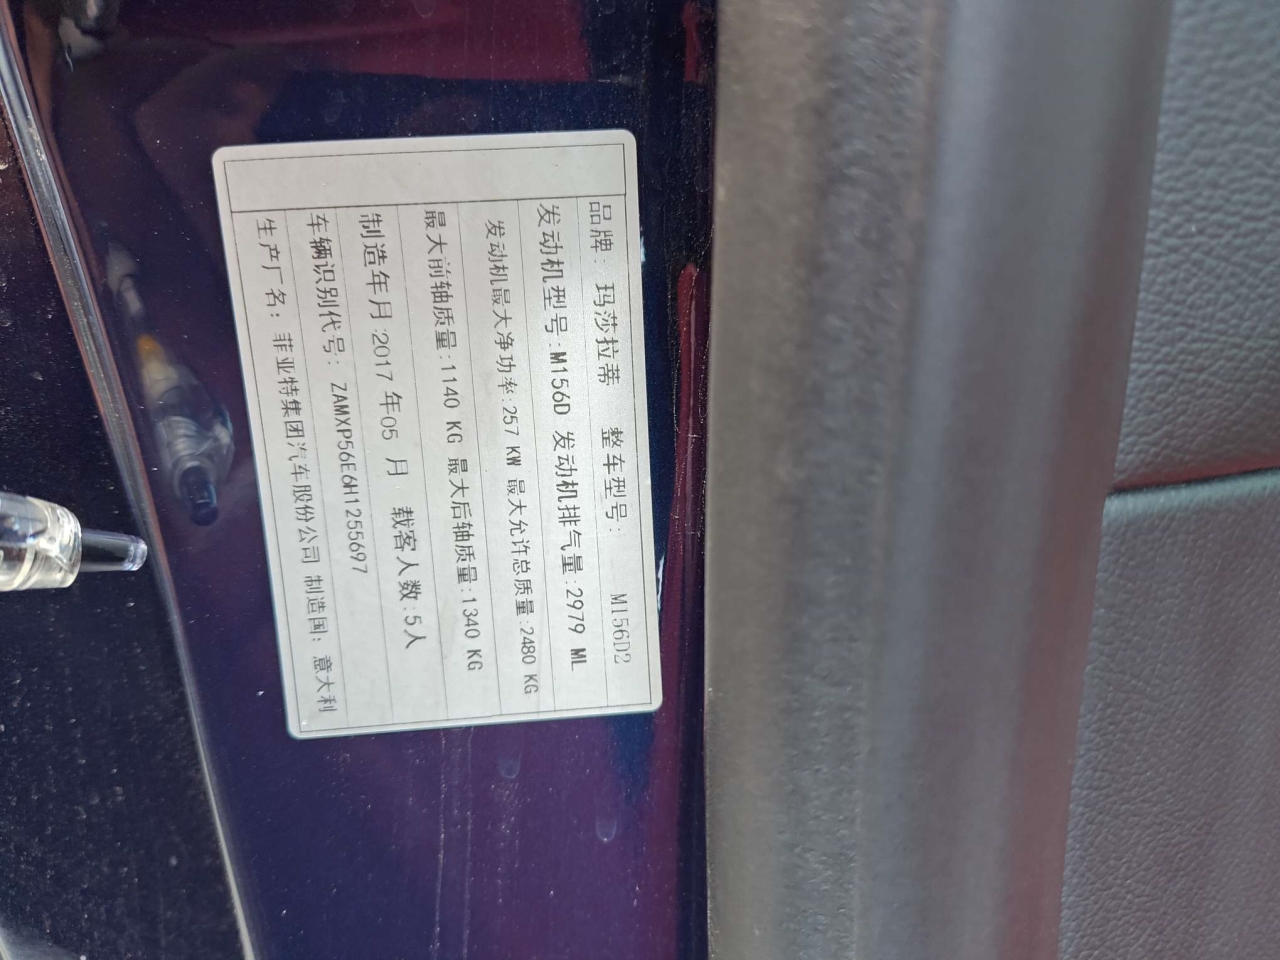 品牌: 玛莎拉蒂 整车型号: M156D2
发动机型号:M156D 发动机排气量:2979 ML
发动机最大净功率:257 KW 最大允许总质量:2480 KG
最大前轴质量:1140 KG 最大后轴质量:1340 KG
制造年月:2017 年05 月 载客人数:5人
车辆识别代号: ZAMXP56E6H1255697
生产厂名: 菲亚特集团汽车股份公司 制造国: 意大利